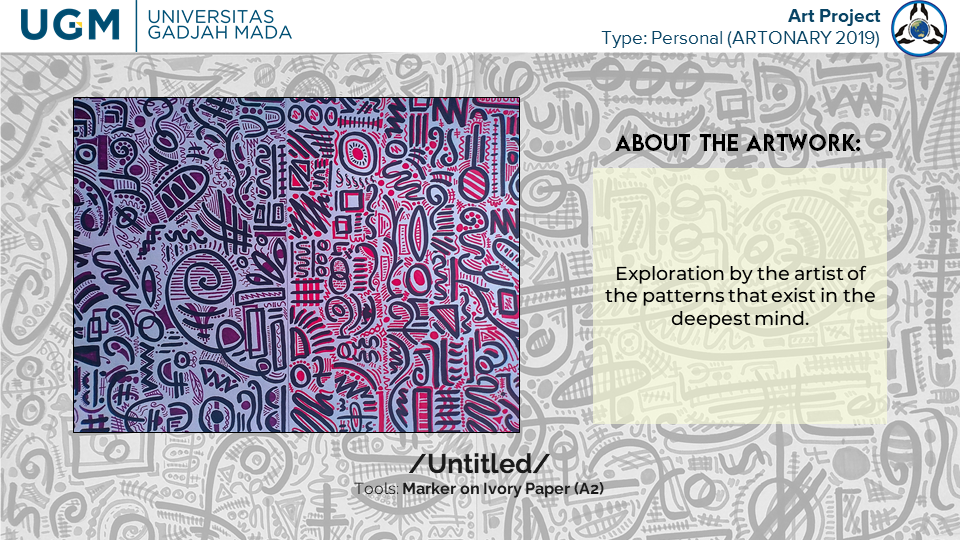 UGM
UNIVERSITAS
GADJAH MADA
Art Project
Type: Personal (ARTONARY 2019)
ABOUT THE ARTWORK:
Exploration by the artist of
the patterns that exist in the
deepest mind.
/Untitled/
Tools: Marker on Ivory Paper (A2)